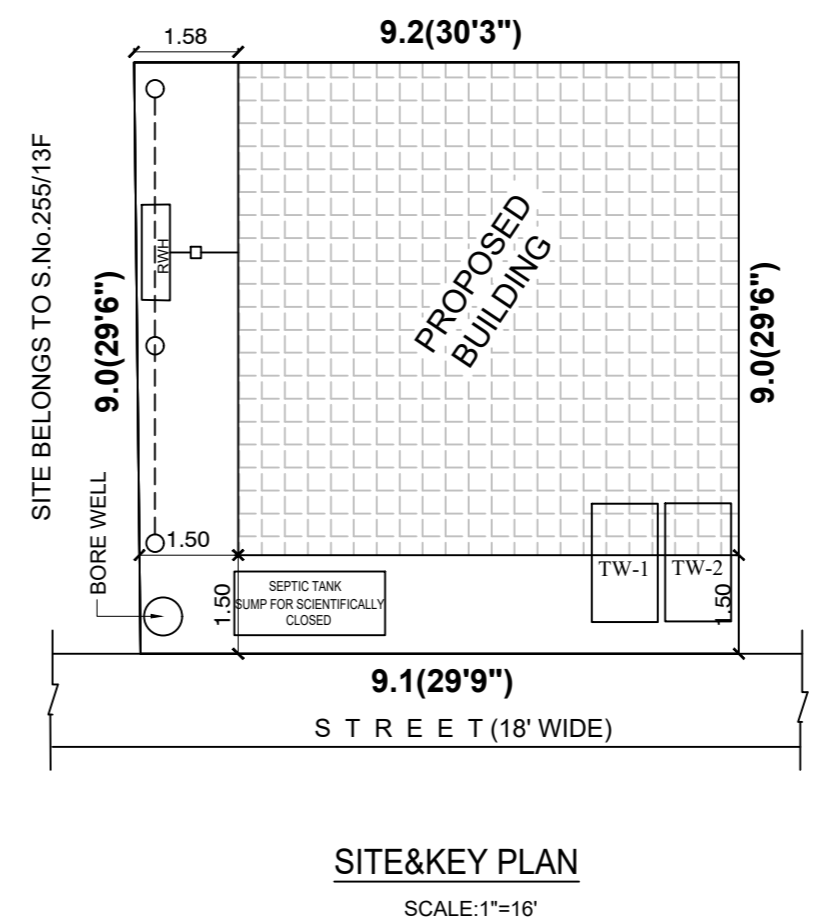 1.58
9.2(30'3")
SITE BELONGS TO S.No.255/13F
9.0(29'6")
RWH
PROPOSED
BUILDING
9.0(29'6")
BORE WELL
1.50
1.50
SEPTIC TANK
SUMP FOR SCIENTIFICALLY
CLOSED
TW-1
TW-2
1.50
9.1(29'9")
S T R E E T (18' WIDE)
SITE&KEY PLAN
SCALE:1"=16'